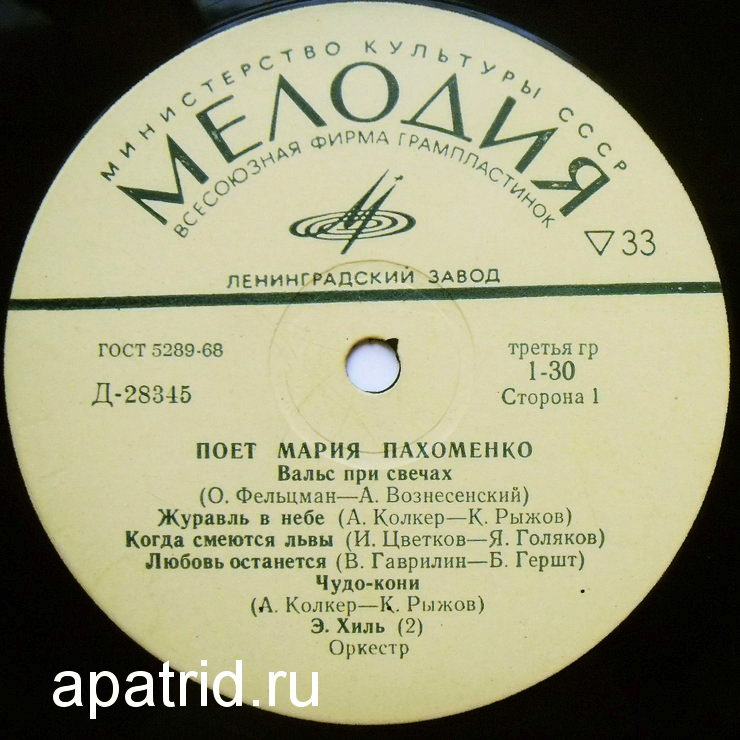 МИНИСТЕРСТВО КУЛЬТУРЫ СССР
МЕЛОДИЯ
ВСЕСОЮЗНАЯ ФИРМА ГРАМПЛАСТИНОК
33
ЛЕНИНГРАДСКИЙ ЗАВОД
ГОСТ 5289-68
третья гр
Д-28345
1-30
Сторона 1
ПОЕТ МАРИЯ ПАХОМЕНКО
Вальс при свечах
(О. Фельцман—А. Вознесенский)
Журавль в небе (А. Колкер—К. Рыжов)
Когда смеются львы (И. Цветков—Я. Голяков)
Любовь останется (В. Гаврилин—Б. Гершт)
Чудо-кони
(А. Колкер—К. Рыжов)
Э. Хиль (2)
Оркестр
apatrid.ru